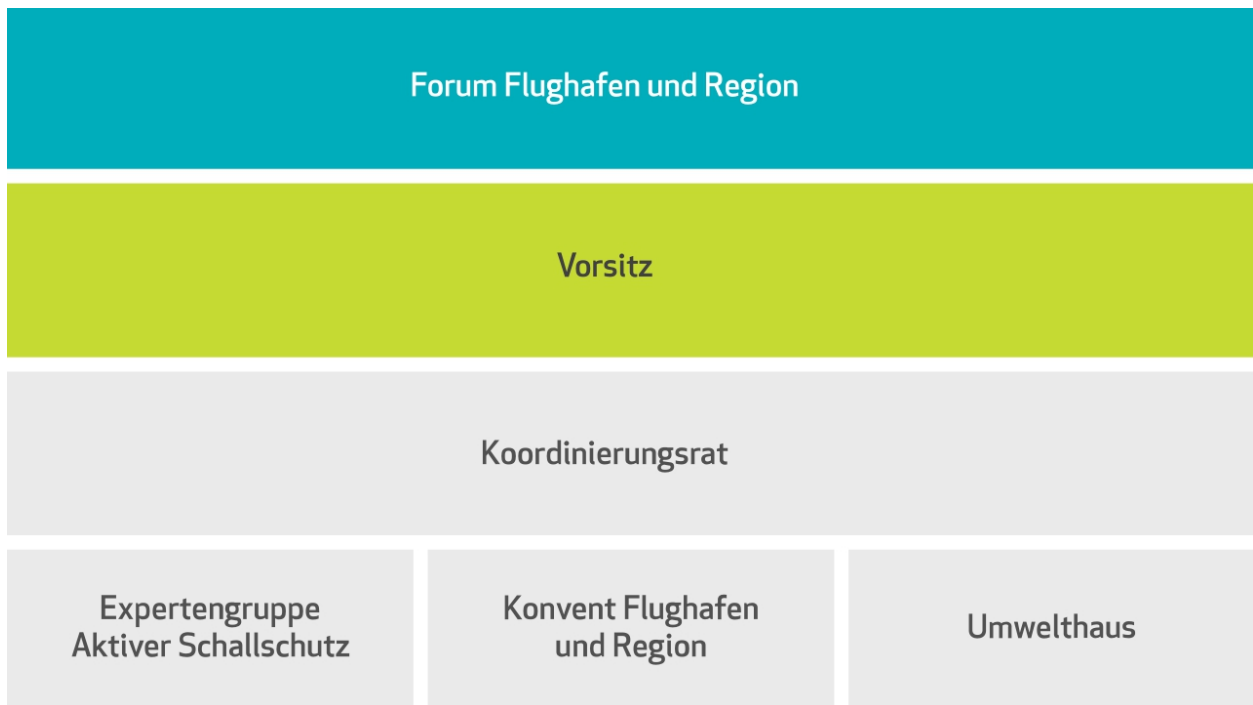 Forum Flughafen und Region
Vorsitz
Koordinierungsrat
Expertengruppe
Aktiver Schallschutz
Konvent Flughafen
und Region
Umwelthaus